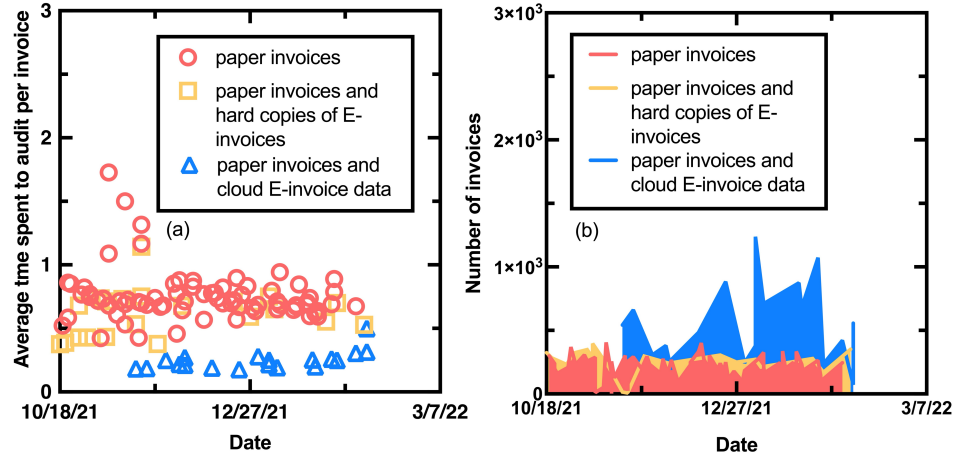 3
2
1
0
Average tme spent to audit per invoice
paper invoices
paper invoices and
hard copies of E-
invoices
paper invoices and
cloud E-invoice data
(a)
10/18/21
12/27/21
3/7/22
Date
3×10³
2×10³
1×10³
0
Number of invoices
paper invoices
paper invoices and
hard copies of E-
invoices
paper invoices and
cloud E-invoice data
(b)
10/18/21
12/27/21
3/7/22
Date